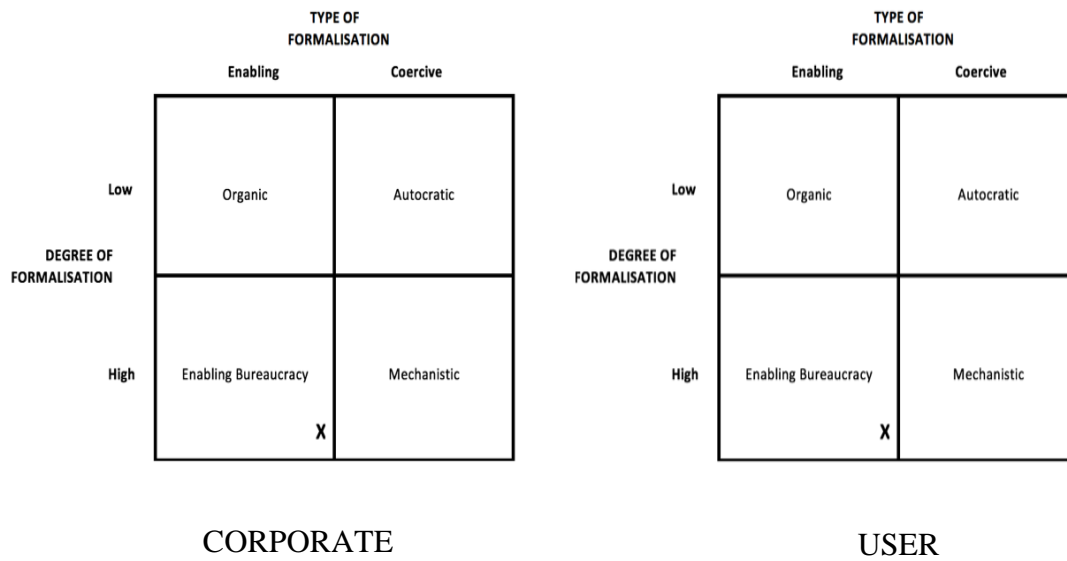 TYPE OF
FORMALISATION
Enabling Coercive
Low
Organic Autocratic
DEGREE OF
FORMALISATION
High
Enabling Bureaucracy Mechanistic
X
CORPORATE
TYPE OF
FORMALISATION
Enabling Coercive
Low
Organic Autocratic
DEGREE OF
FORMALISATION
High
Enabling Bureaucracy Mechanistic
X
USER